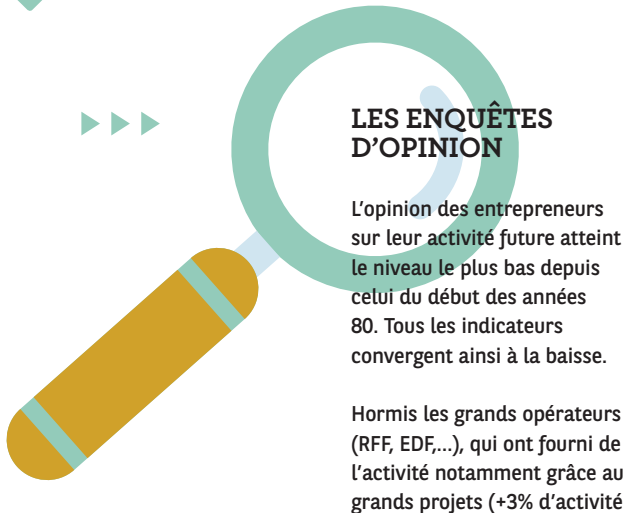 LES ENQUÊTES
D’OPINION
L’opinion des entrepreneurs
sur leur activité future atteint
le niveau le plus bas depuis
celui du début des années
80. Tous les indicateurs
convergent ainsi à la baisse.
Hormis les grands opérateurs
(RFF, EDF,...), qui ont fourni de
l’activité notamment grâce au
grands projets (+3% d’activité